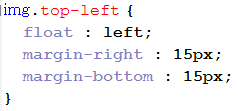 img.top-left {
float : left;
margin-right : 15px;
margin-bottom : 15px;
}